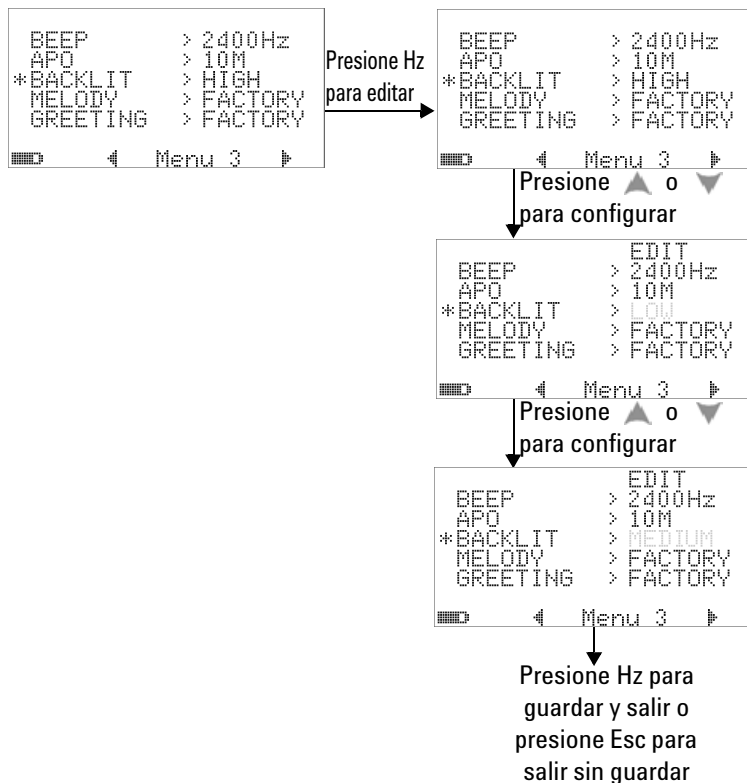 BEEP > 2400Hz
APO > 10M
*BACKLIT > HIGH
MELODY > FACTORY
GREETING > FACTORY
Menu 3
Presione Hz
para editar
BEEP > 2400Hz
APO > 10M
*BACKLIT > HIGH
MELODY > FACTORY
GREETING > FACTORY
Menu 3
Presione o
para configurar
EDIT
BEEP > 2400Hz
APO > 10M
*BACKLIT > LOW
MELODY > FACTORY
GREETING > FACTORY
Menu 3
Presione o
para configurar
EDIT
BEEP > 2400Hz
APO > 10M
*BACKLIT > MEDIUM
MELODY > FACTORY
GREETING > FACTORY
Menu 3
Presione Hz para
guardar y salir o
presione Esc para
salir sin guardar